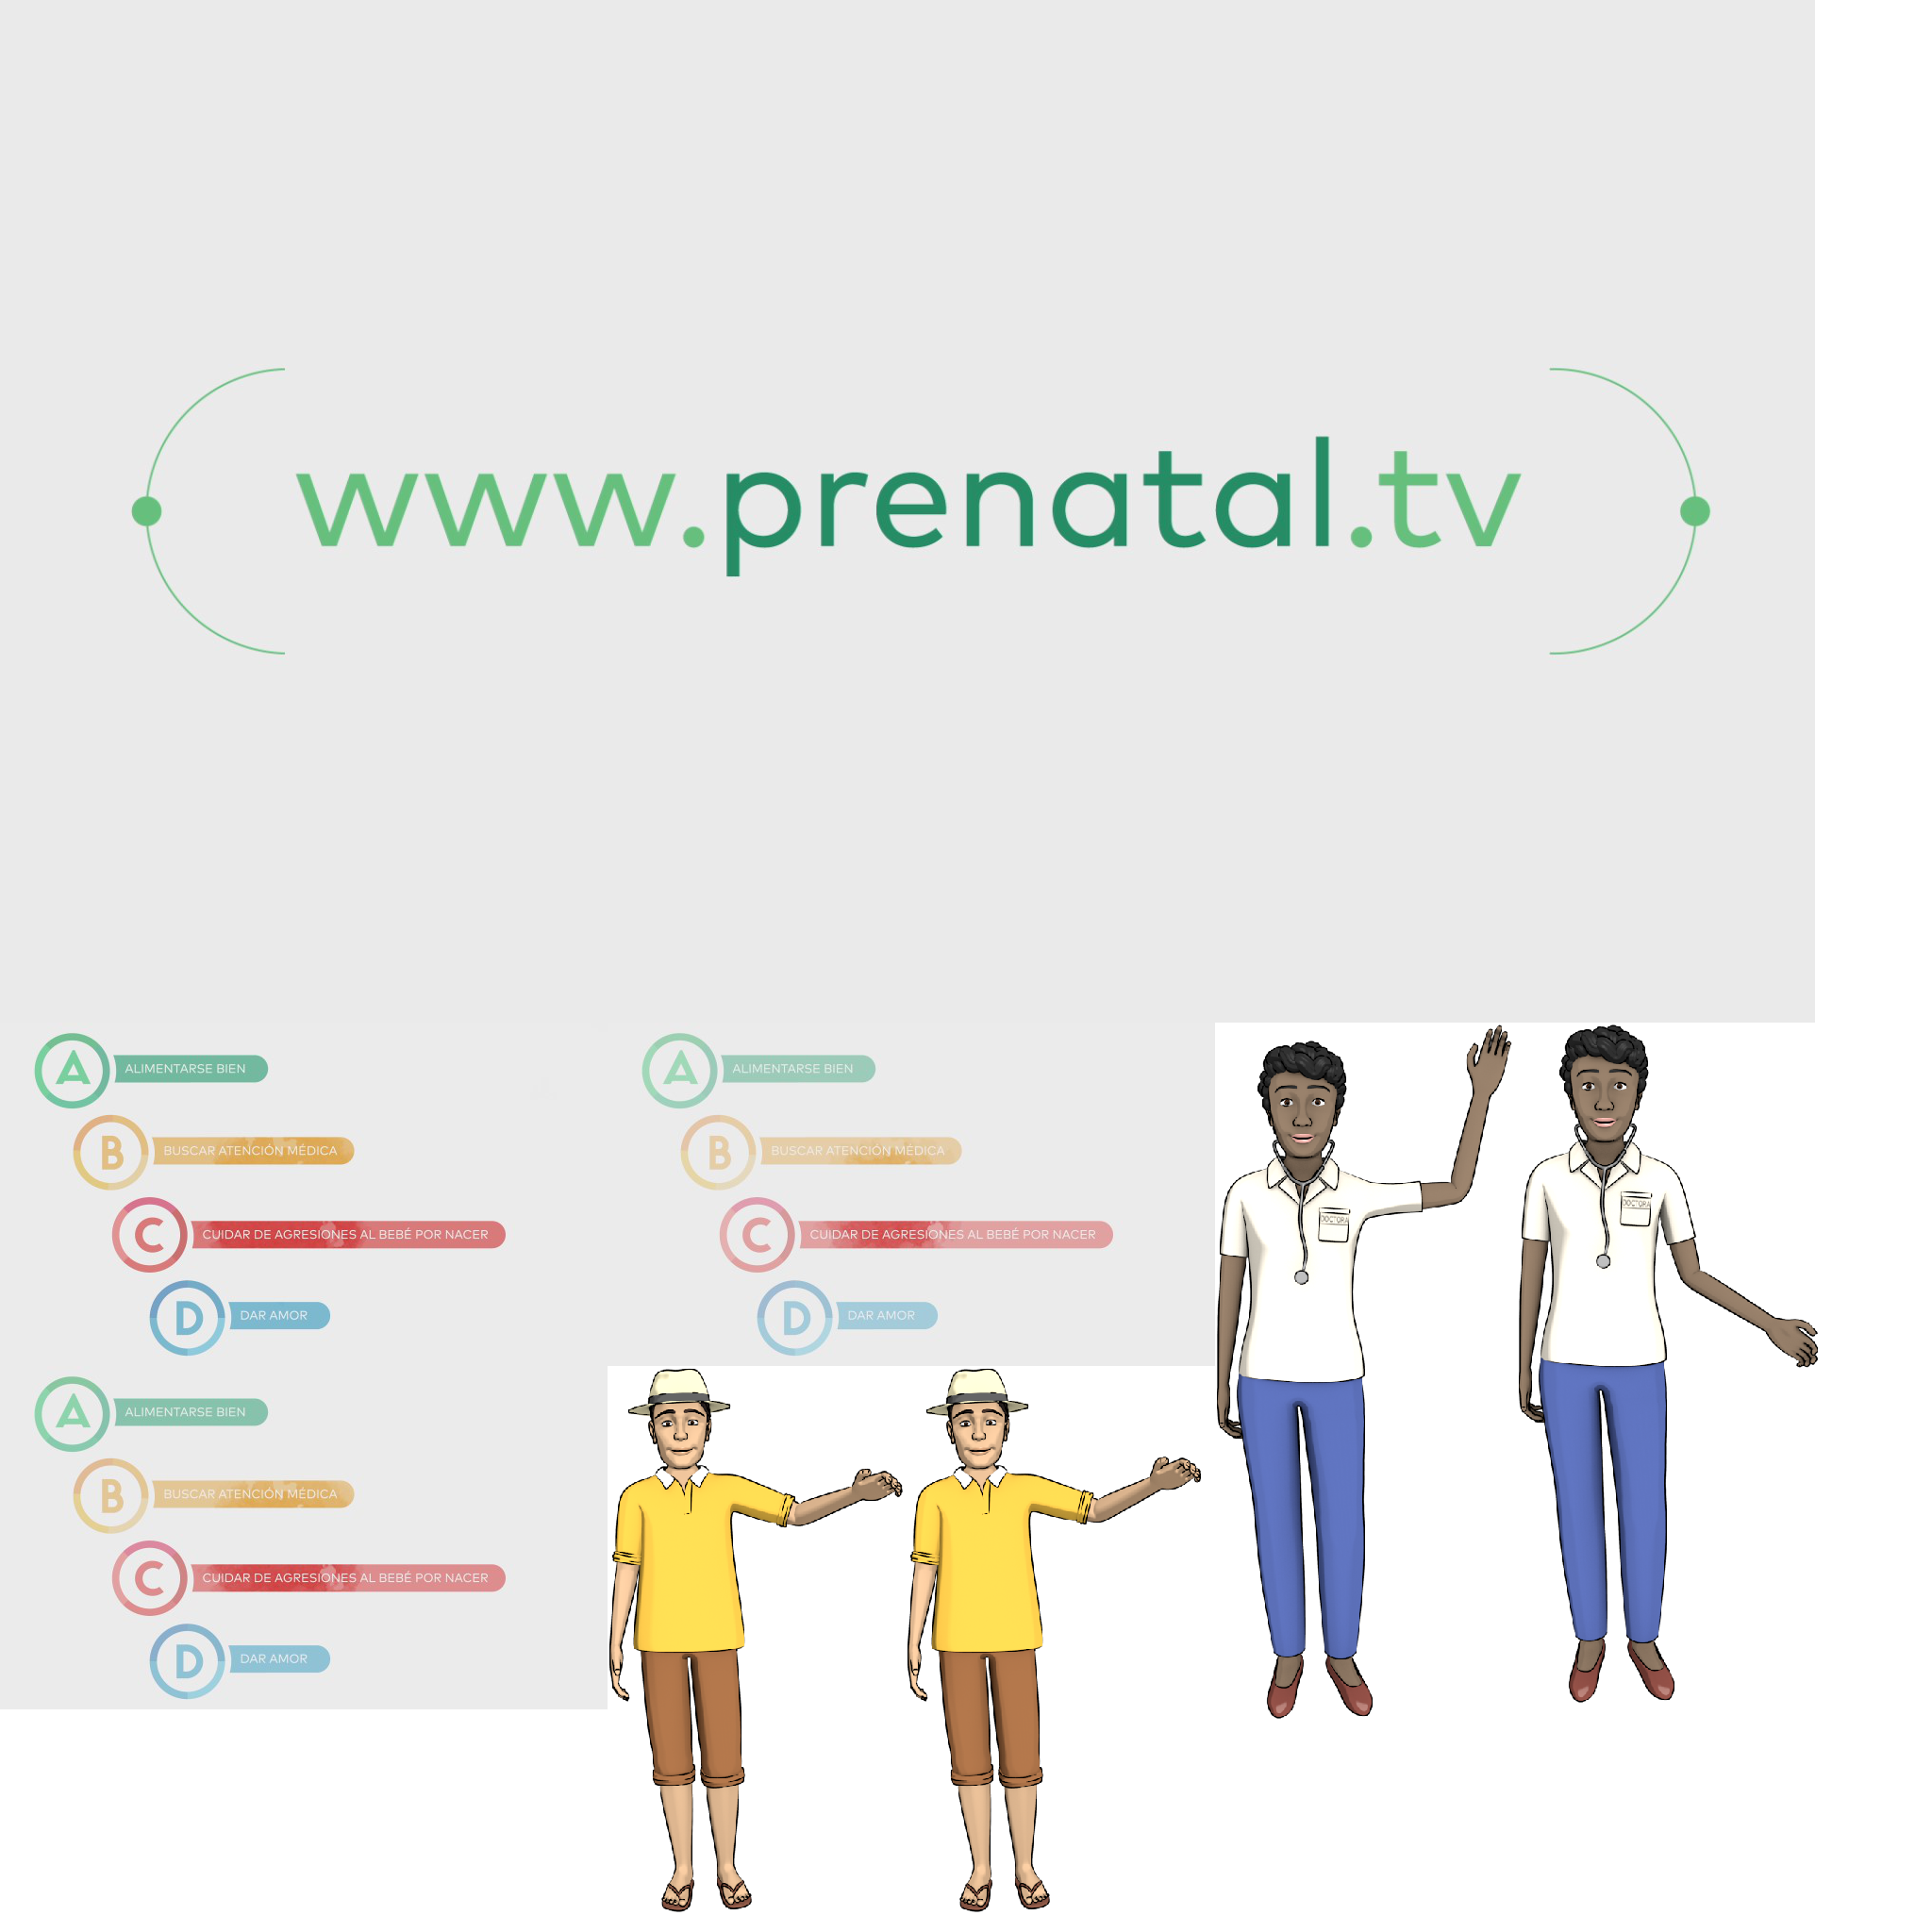 www.prenatal.tv
A ALIMENTARSE BIEN
B BUSCAR ATENCIÓN MÉDICA
C CUIDAR DE AGRESIONES AL BEBÉ POR NACER
D DAR AMOR
A ALIMENTARSE BIEN
B BUSCAR ATENCIÓN MÉDICA
C CUIDAR DE AGRESIONES AL BEBÉ POR NACER
D DAR AMOR
DOCTORA
DOCTORA
A ALIMENTARSE BIEN
B BUSCAR ATENCIÓN MÉDICA
C CUIDAR DE AGRESIONES AL BEBÉ POR NACER
D DAR AMOR